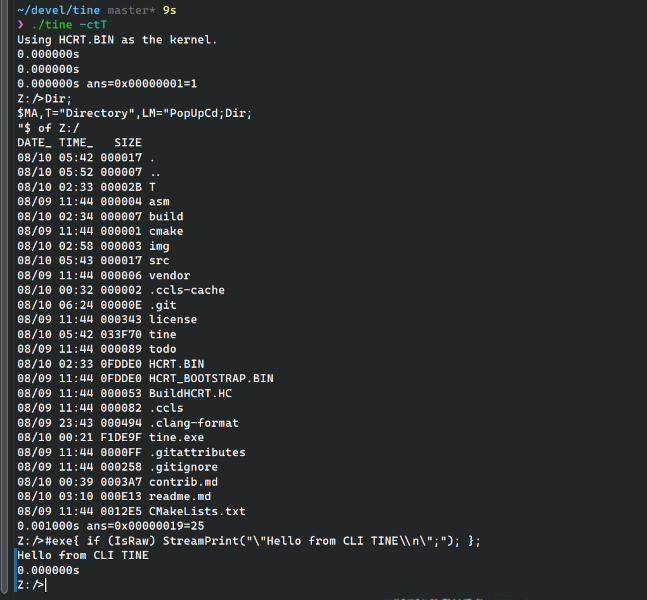 ~/devel/tine master* 9s
❯ ./tine -ctT
Using HCRT.BIN as the kernel.
0.000000s
0.000000s
0.000000s ans=0x00000001=1
Z:/>Dir;
$MA,T="Directory",LM="PopUpCd;Dir;
"$ of Z:/
DATE_ TIME_   SIZE
08/10 05:42 000017 .
08/10 05:52 000007 ..
08/10 02:33 00002B T
08/09 11:44 000004 asm
08/10 02:34 000007 build
08/09 11:44 000001 cmake
08/10 02:58 000003 img
08/10 05:43 000017 src
08/09 11:44 000006 vendor
08/10 00:32 000002 .ccls-cache
08/10 06:24 00000E .git
08/09 11:44 000343 license
08/10 05:42 033F70 tine
08/09 11:44 000089 todo
08/10 02:33 0FDDE0 HCRT.BIN
08/09 11:44 0FDDE0 HCRT_BOOTSTRAP.BIN
08/09 11:44 000053 BuildHCRT.HC
08/09 11:44 000082 .ccls
08/09 23:43 000494 .clang-format
08/10 00:21 F1DE9F tine.exe
08/09 11:44 0000FF .gitattributes
08/09 11:44 000258 .gitignore
08/10 00:39 0003A7 contrib.md
08/10 03:10 000E13 readme.md
08/09 11:44 0012E5 CMakeLists.txt
0.001000s ans=0x00000019=25
Z:/>#exe{ if (IsRaw) StreamPrint("\"Hello from CLI TINE\\n\";"); };
Hello from CLI TINE
0.000000s
Z:/>